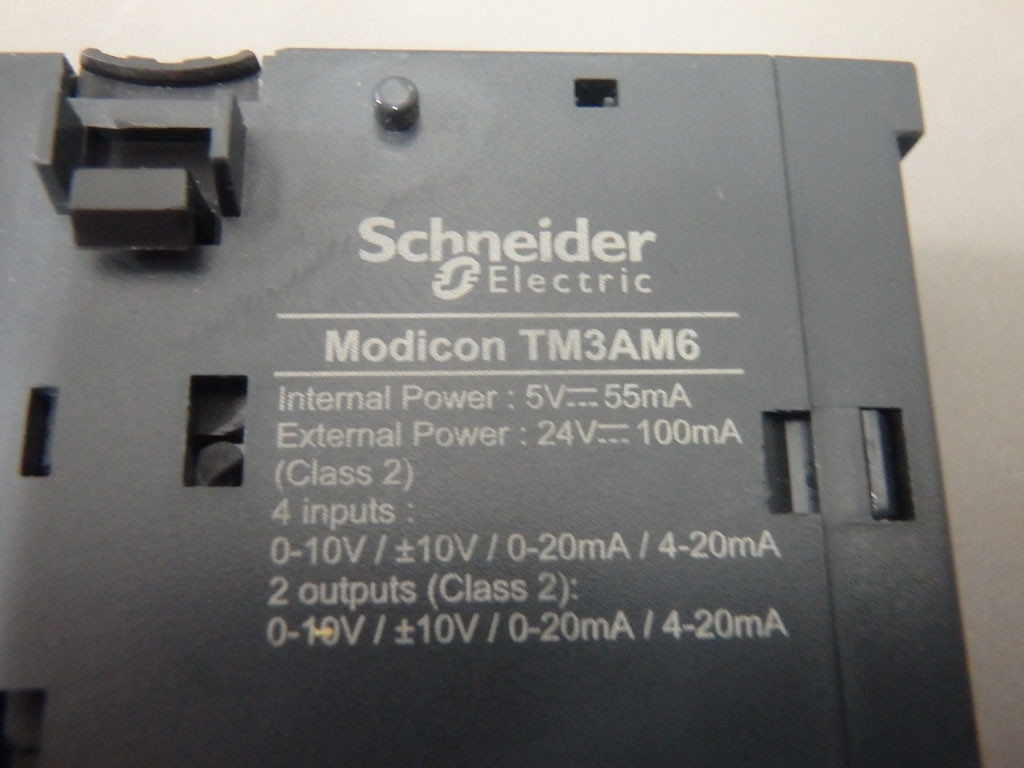 Schneider
Electric
Modicon TM3AM6
Internal Power : 5V⎓ 55mA
External Power : 24V⎓ 100mA
(Class 2)
4 inputs :
0-10V / ±10V / 0-20mA / 4-20mA
2 outputs (Class 2):
0-10V / ±10V / 0-20mA / 4-20mA